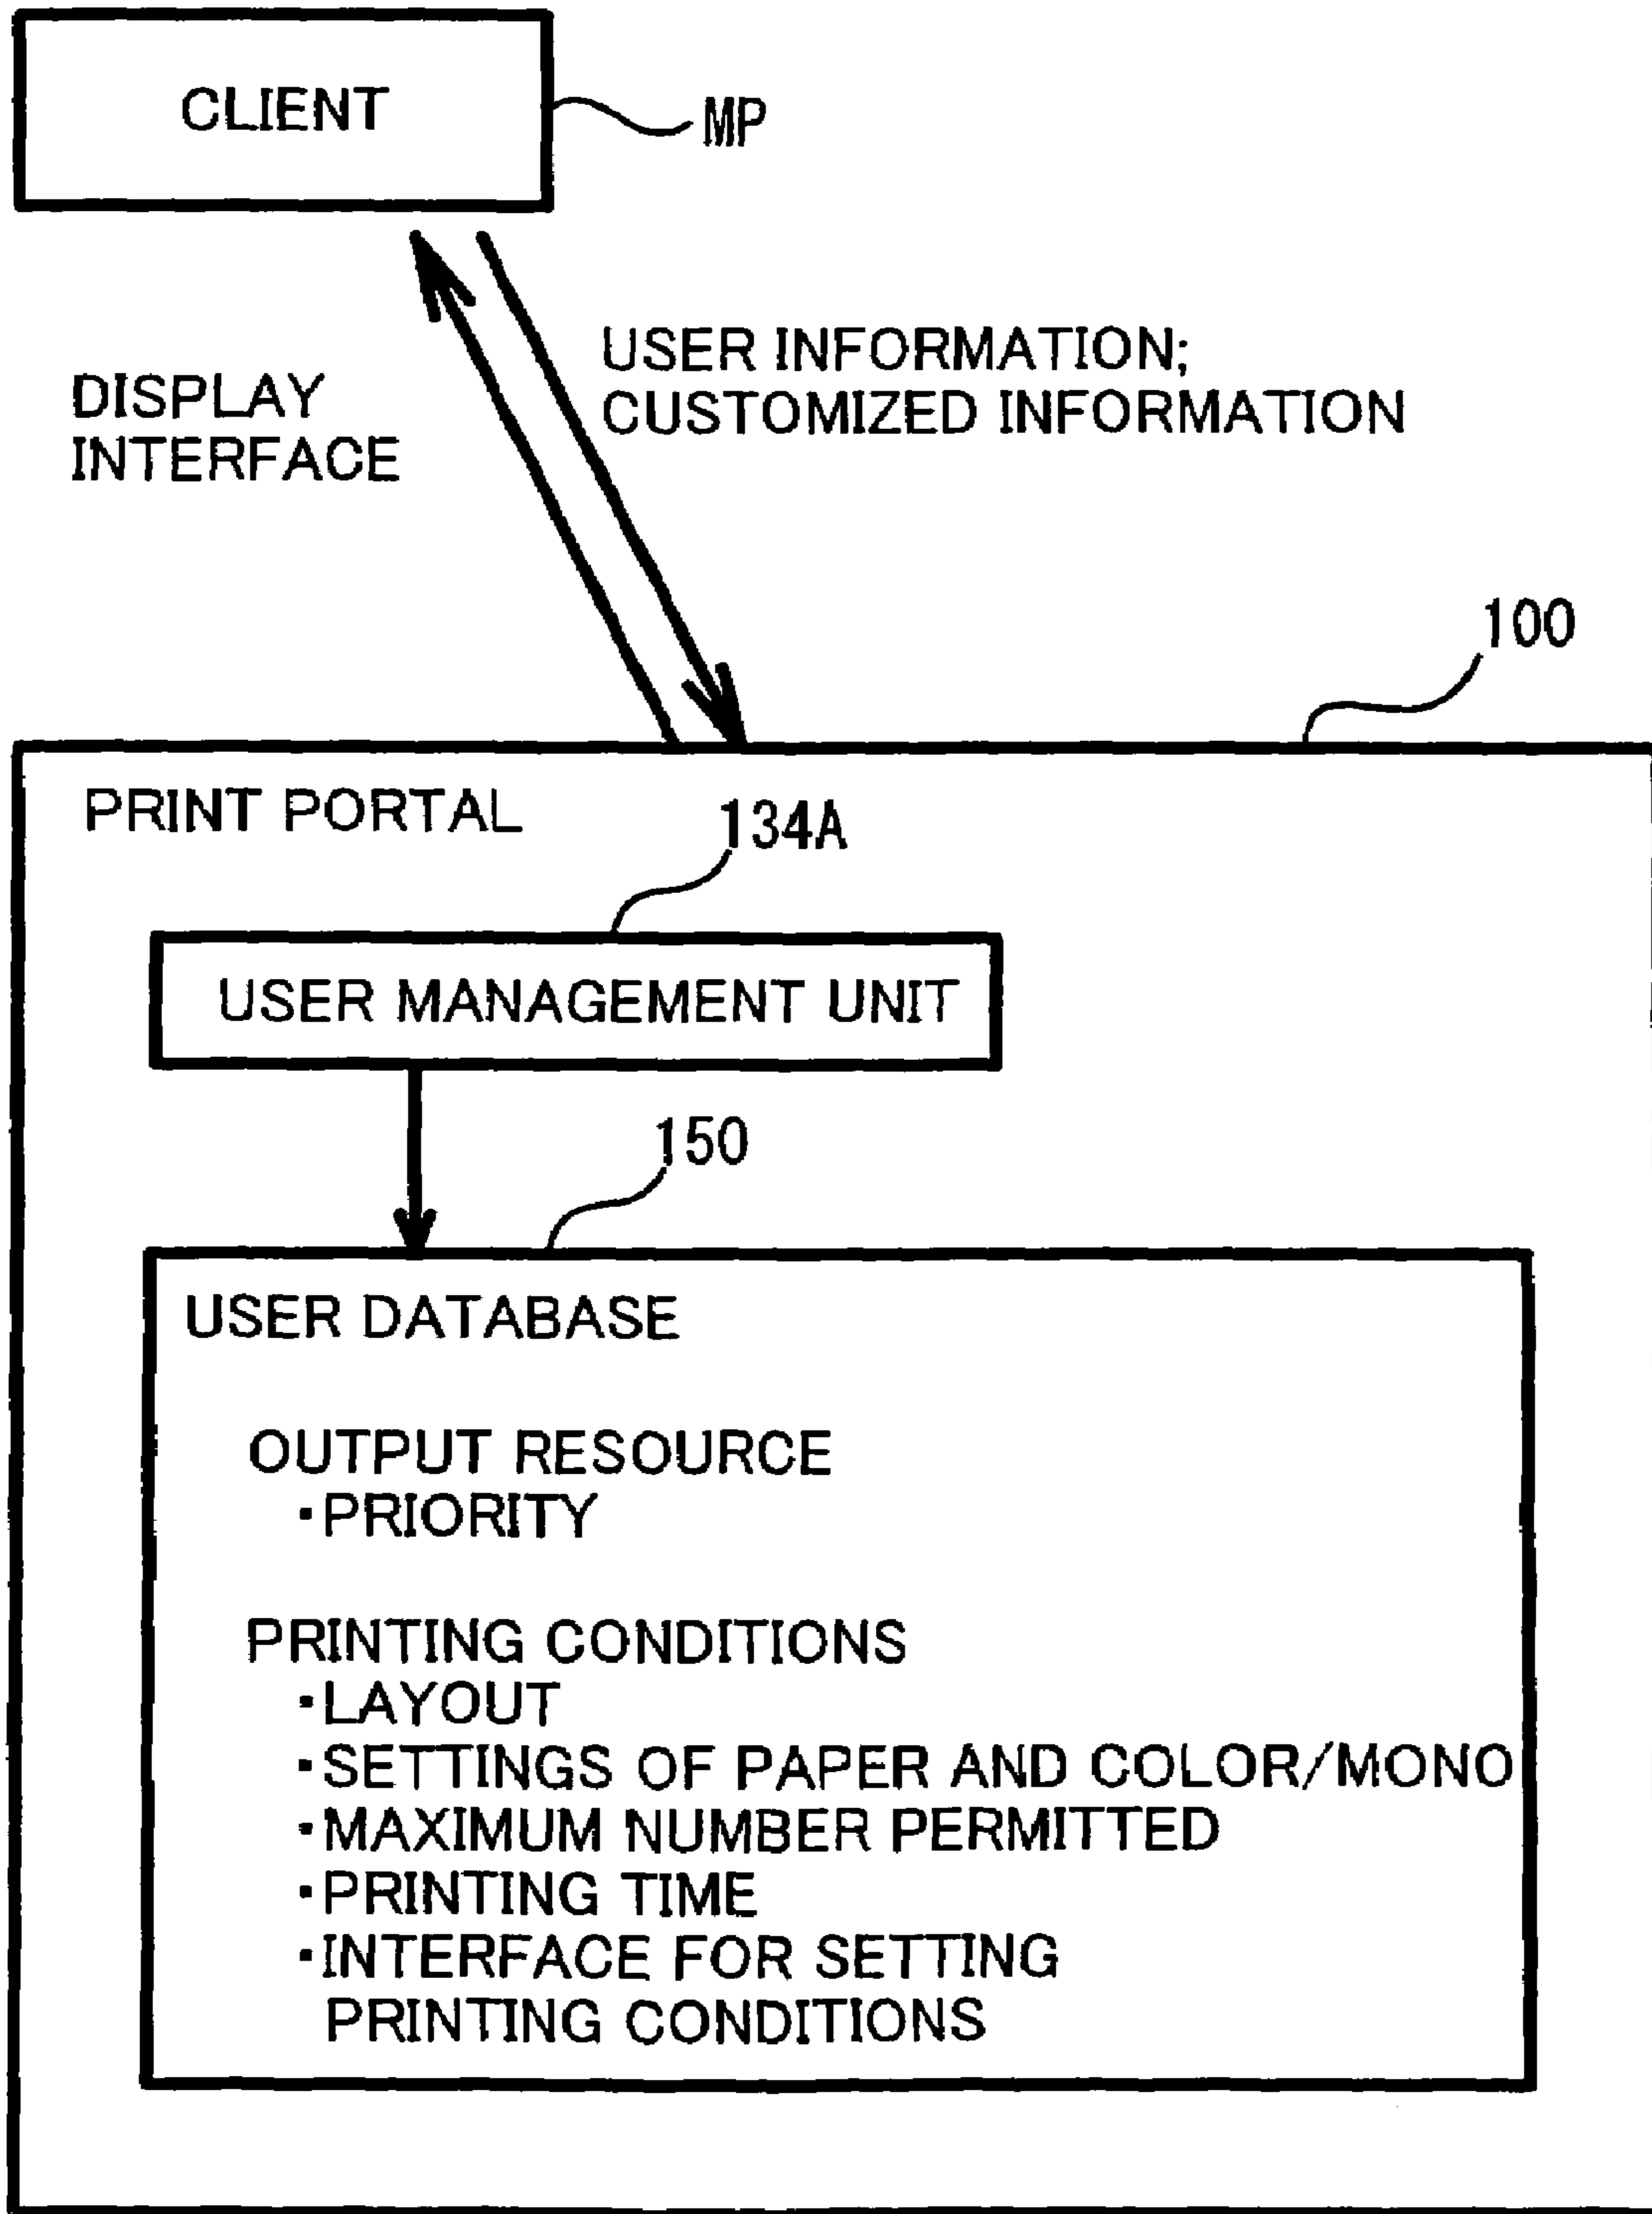 CLIENT
MP
DISPLAY
INTERFACE
USER INFORMATION;
CUSTOMIZED INFORMATION
100
PRINT PORTAL
134A
USER MANAGEMENT UNIT
150
USER DATABASE
OUTPUT RESOURCE
・PRIORITY
PRINTING CONDITIONS
・LAYOUT
・SETTINGS OF PAPER AND COLOR/MONO
・MAXIMUM NUMBER PERMITTED
・PRINTING TIME
・INTERFACE FOR SETTING
PRINTING CONDITIONS